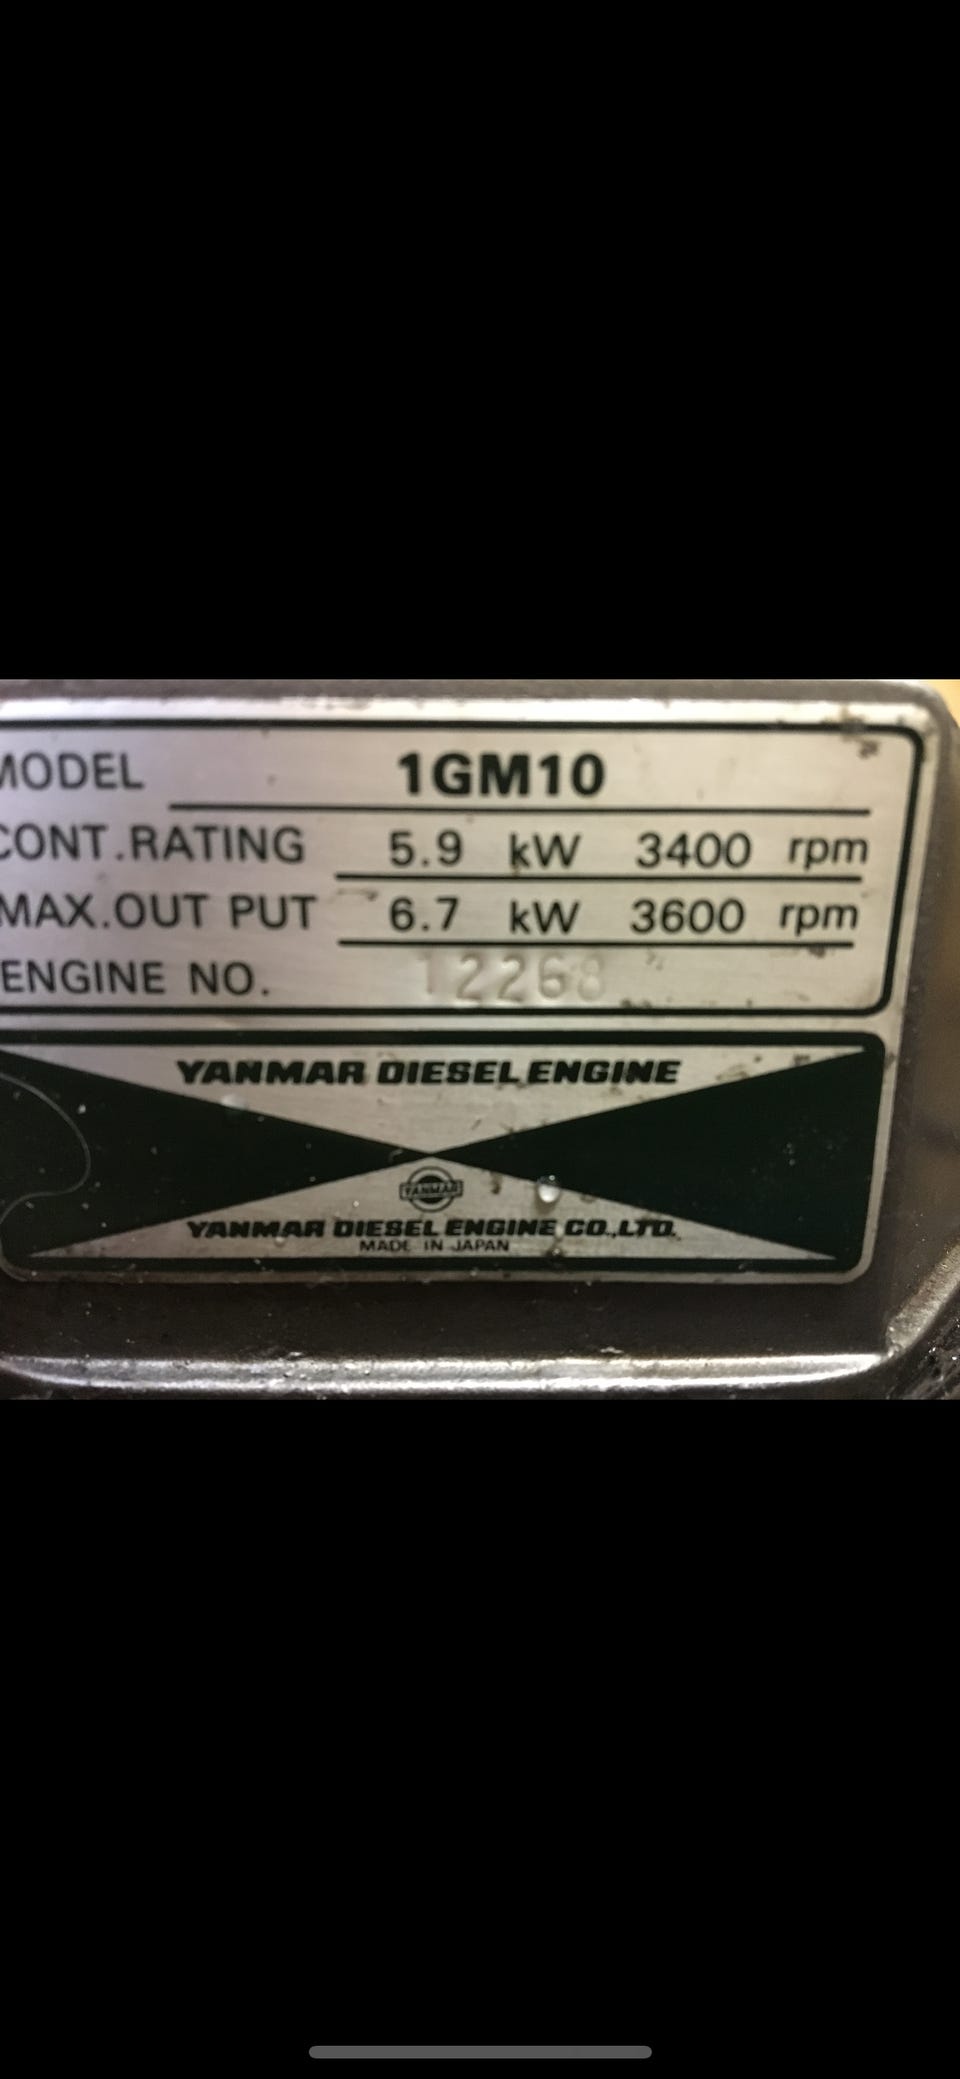 MODEL 1GM10
CONT.RATING 5.9 kW 3400 rpm
MAX.OUT PUT 6.7 kW 3600 rpm
ENGINE NO. 12268
YANMAR DIESEL ENGINE
YANMAR
YANMAR DIESEL ENGINE CO.,LTD.
MADE IN JAPAN